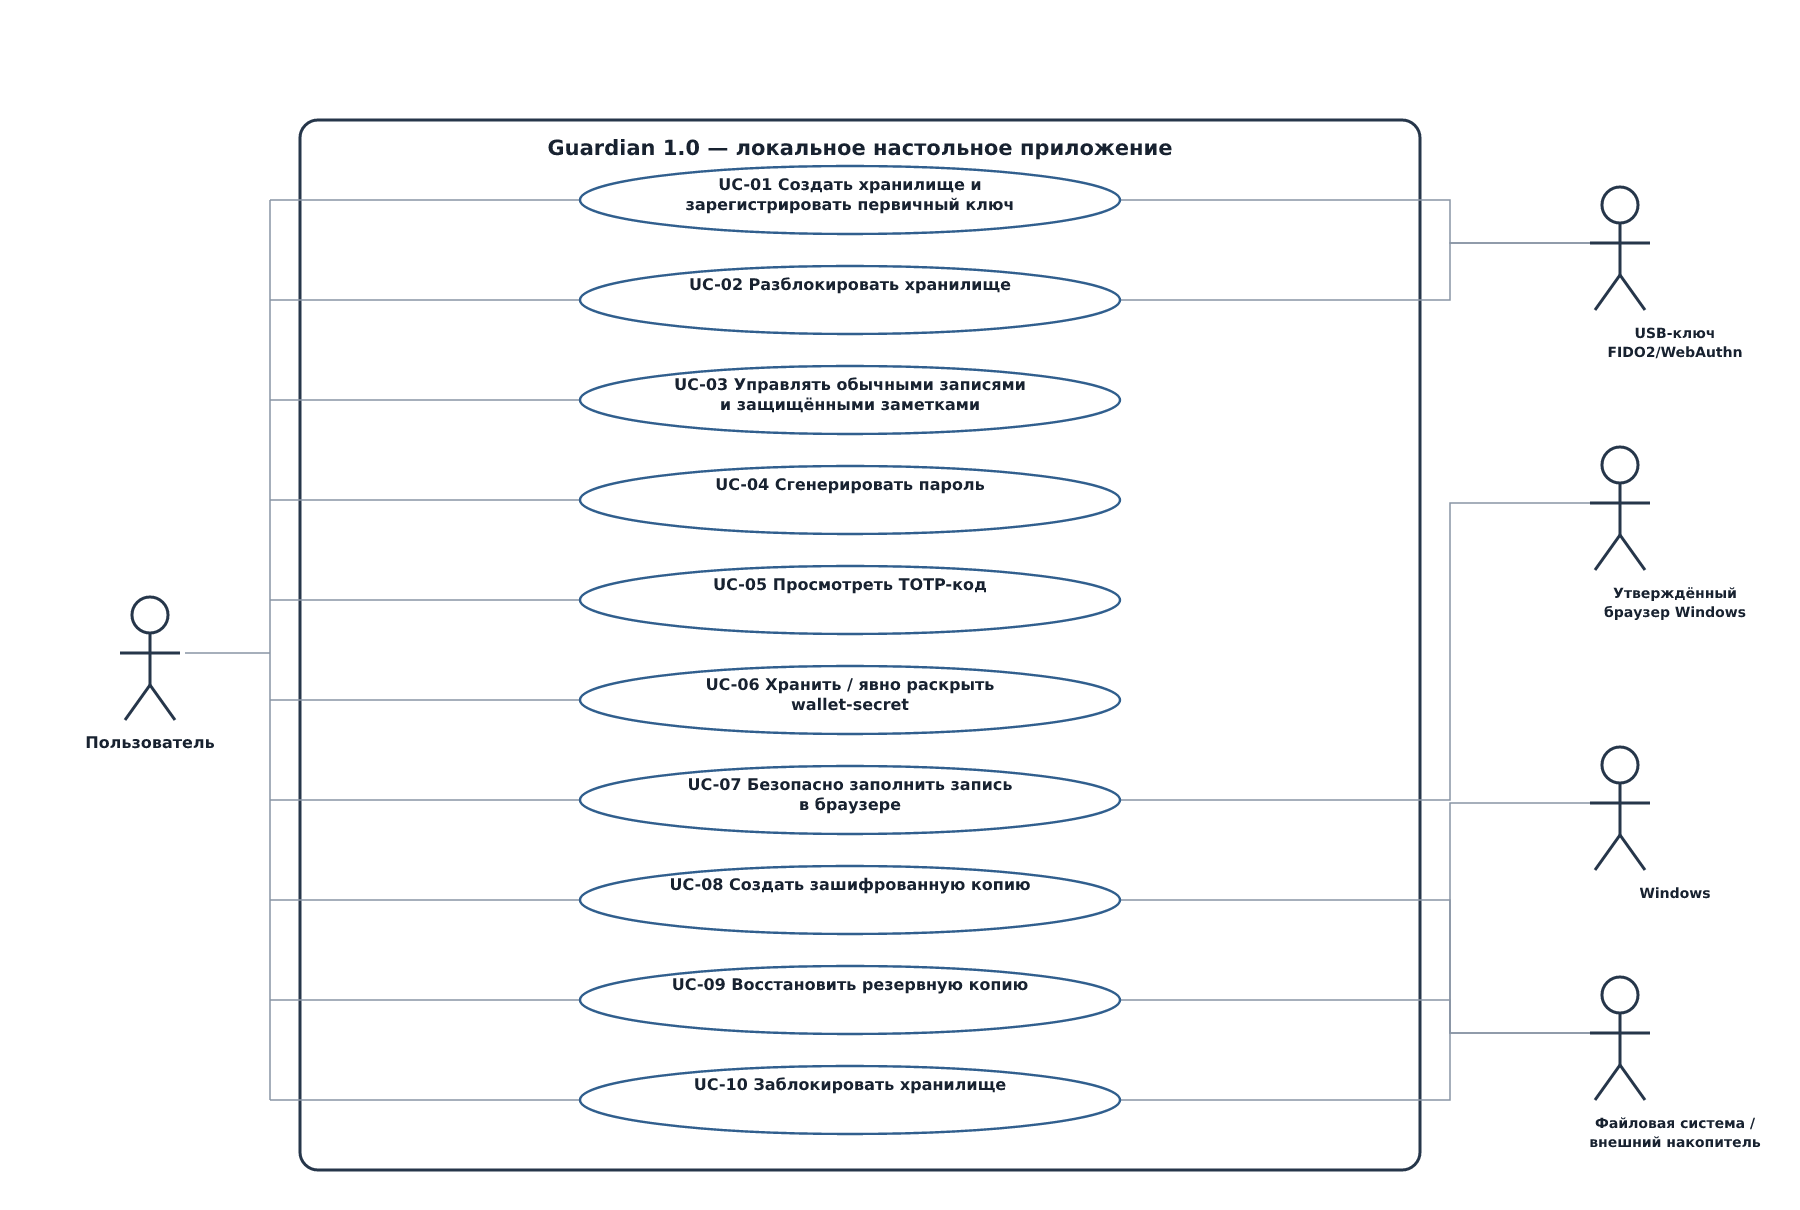 Guardian 1.0 — локальное настольное приложение
UC-01 Создать хранилище и
зарегистрировать первичный ключ
UC-02 Разблокировать хранилище
USB-ключ
FIDO2/WebAuthn
UC-03 Управлять обычными записями
и защищёнными заметками
UC-04 Сгенерировать пароль
UC-05 Просмотреть TOTP-код
Утверждённый
браузер Windows
UC-06 Хранить / явно раскрыть
wallet-secret
Пользователь
UC-07 Безопасно заполнить запись
в браузере
UC-08 Создать зашифрованную копию
Windows
UC-09 Восстановить резервную копию
UC-10 Заблокировать хранилище
Файловая система /
внешний накопитель